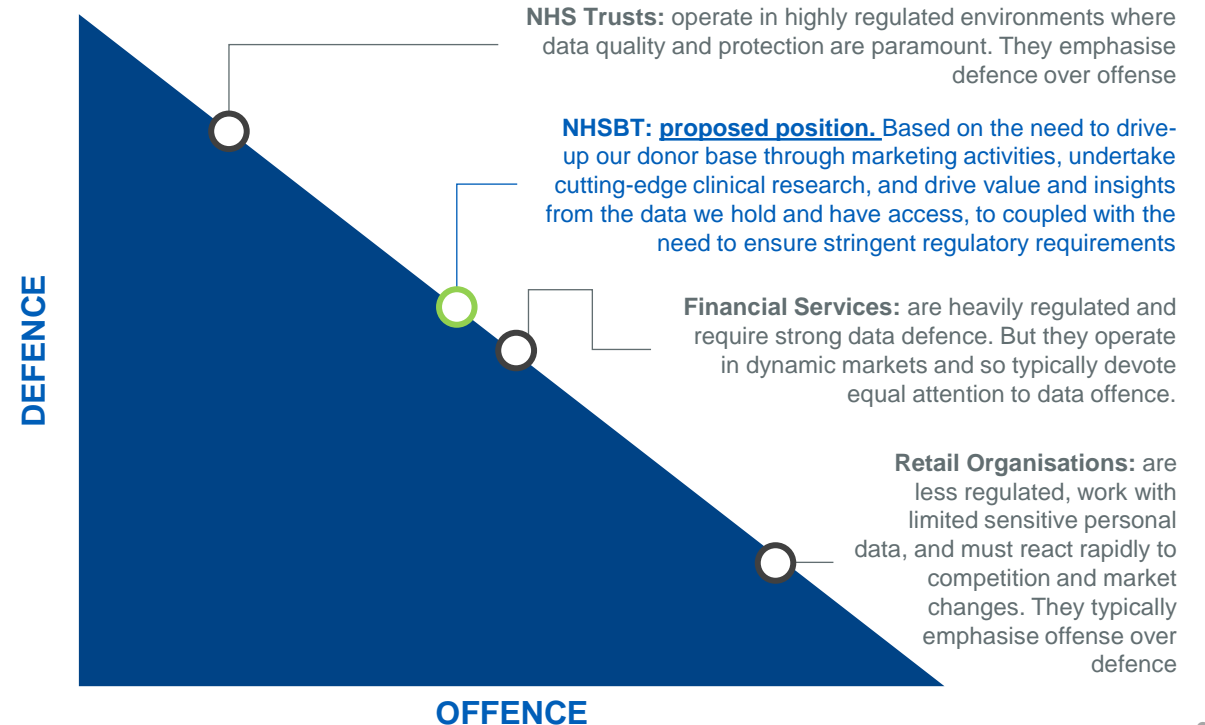 NHS Trusts: operate in highly regulated environments where
data quality and protection are paramount. They emphasise
defence over offense
NHSBT: proposed position. Based on the need to drive-
up our donor base through marketing activities, undertake
cutting-edge clinical research, and drive value and insights
from the data we hold and have access, to coupled with the
need to ensure stringent regulatory requirements
Financial Services: are heavily regulated and
require strong data defence. But they operate
in dynamic markets and so typically devote
equal attention to data offence.
Retail Organisations: are
less regulated, work with
limited sensitive personal
data, and must react rapidly to
competition and market
changes. They typically
emphasise offense over
defence
DEFENCE
OFFENCE